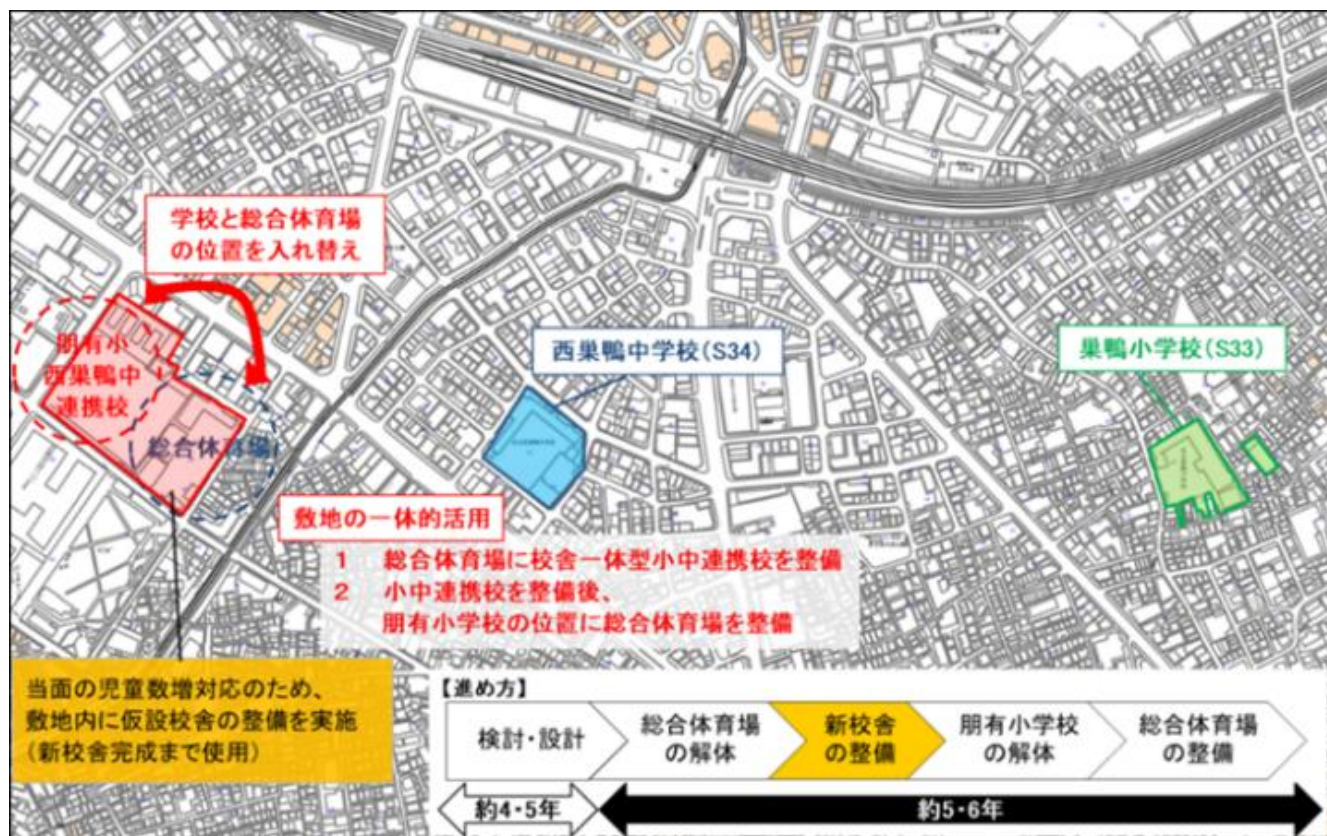 学校と総合体育場
の位置を入れ替え
朋有小
西巣鴨中
連携校
総合体育場
西巣鴨中学校(S34)
巣鴨小学校(S33)
敷地の一体的活用
1 総合体育場に校舎一体型小中連携校を整備
2 小中連携校を整備後、
朋有小学校の位置に総合体育場を整備
当面の児童数増対応のため、
敷地内に仮設校舎の整備を実施
(新校舎完成まで使用)
【進め方】
検討・設計
総合体育場
の解体
新校舎
の整備
朋有小学校
の解体
総合体育場
の整備
約4・5年
約5・6年